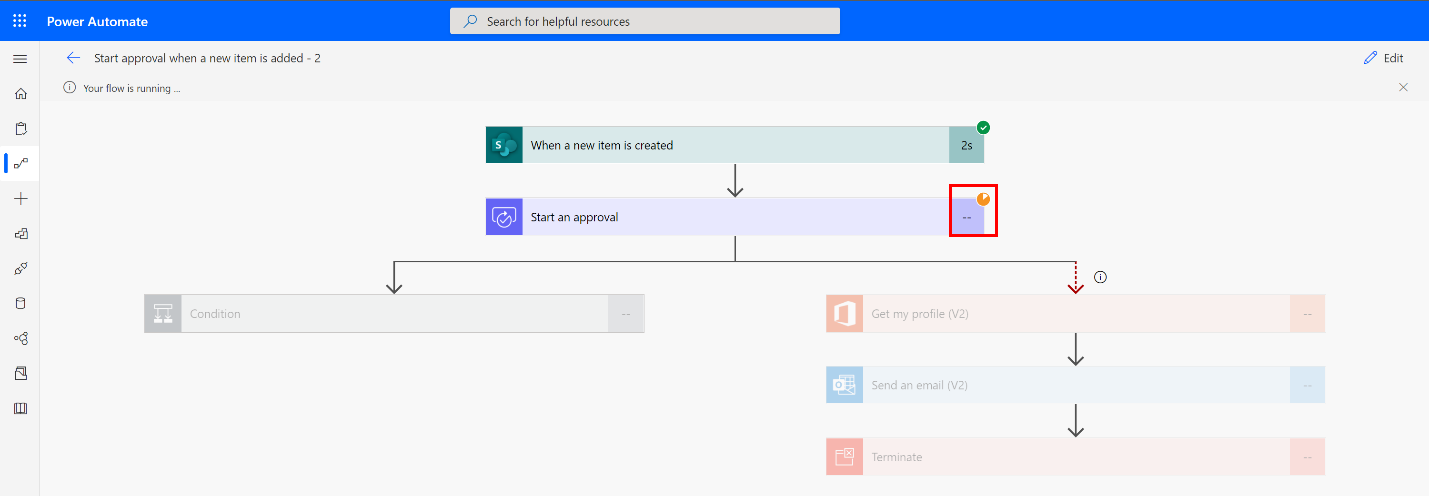 Power Automate
Search for helpful resources
Start approval when a new item is added - 2
Edit
Your flow is running ...
S
When a new item is created
2s
Start an approval
--
Condition
--
Get my profile (V2)
--
Send an email (V2)
--
Terminate
--